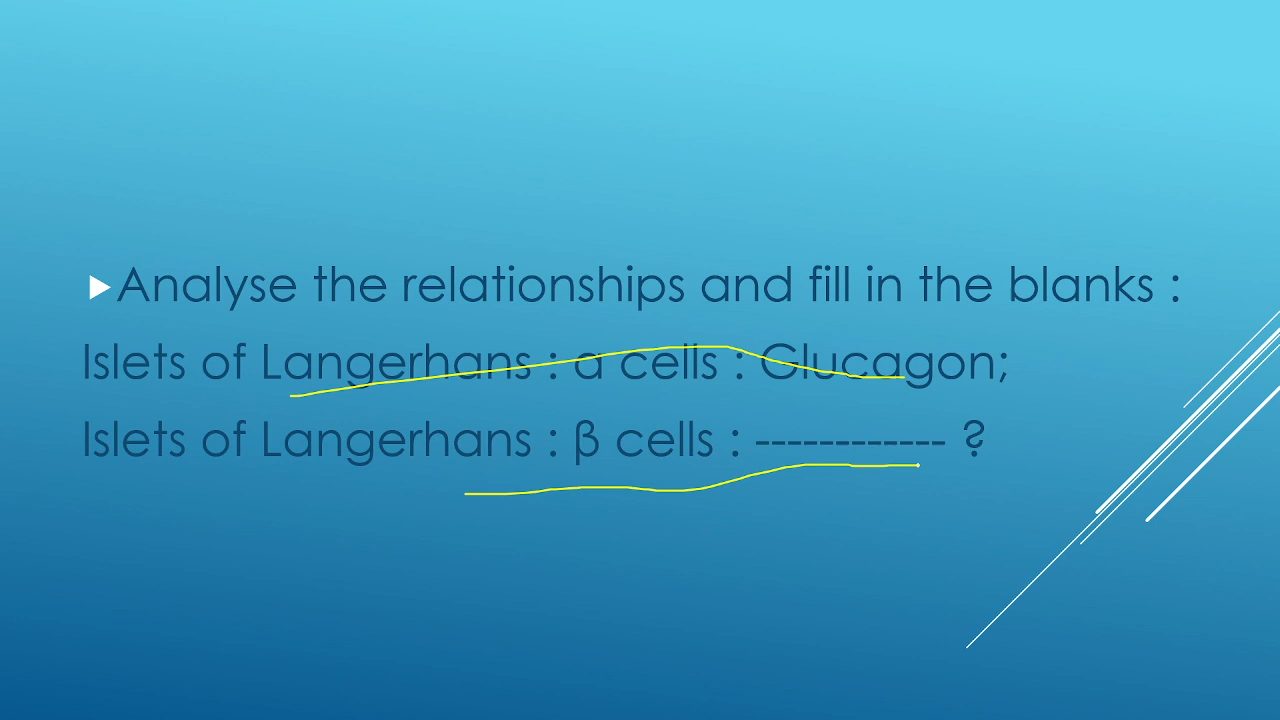 Analyse the relationships and fill in the blanks :
Islets of Langerhans : α cells : Glucagon;
Islets of Langerhans : β cells : ------------ ?